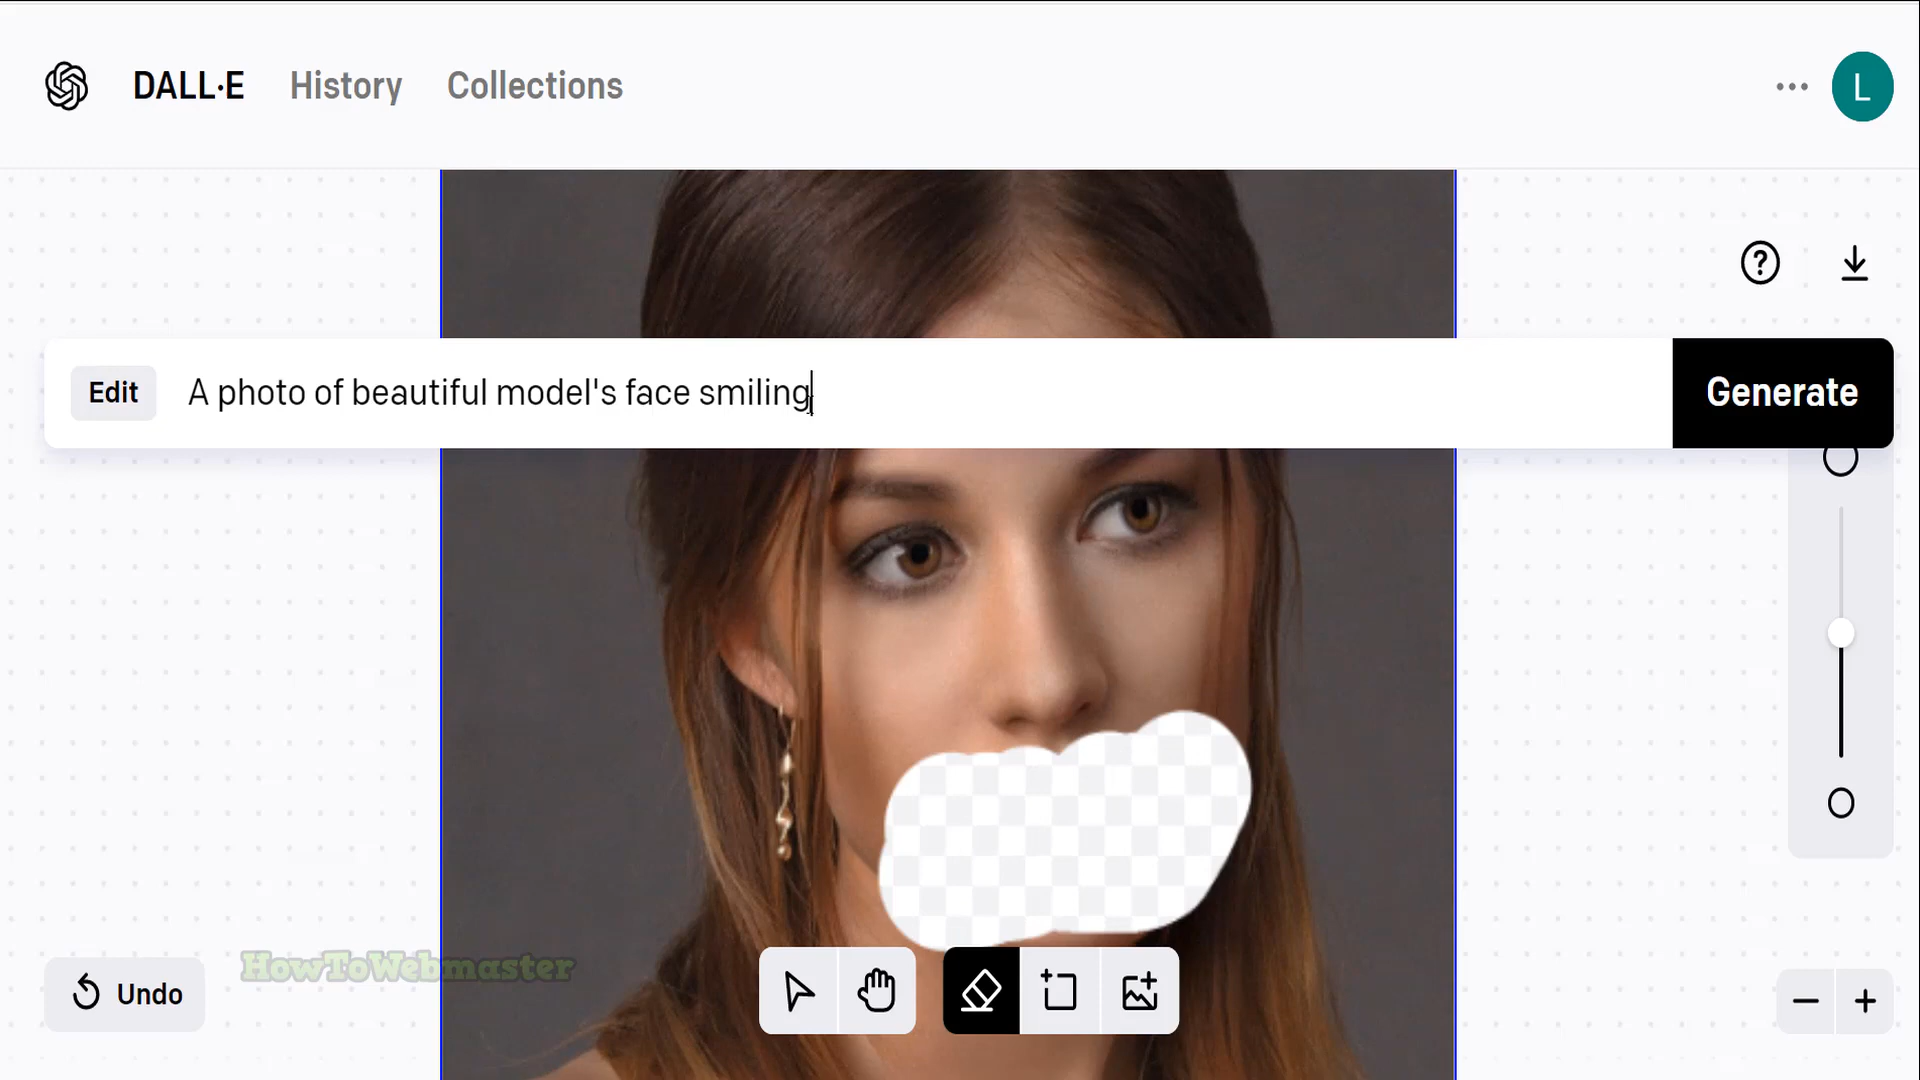 DALL·E History Collections
L
Edit A photo of beautiful model's face smiling Generate
HowToWebmaster
Undo